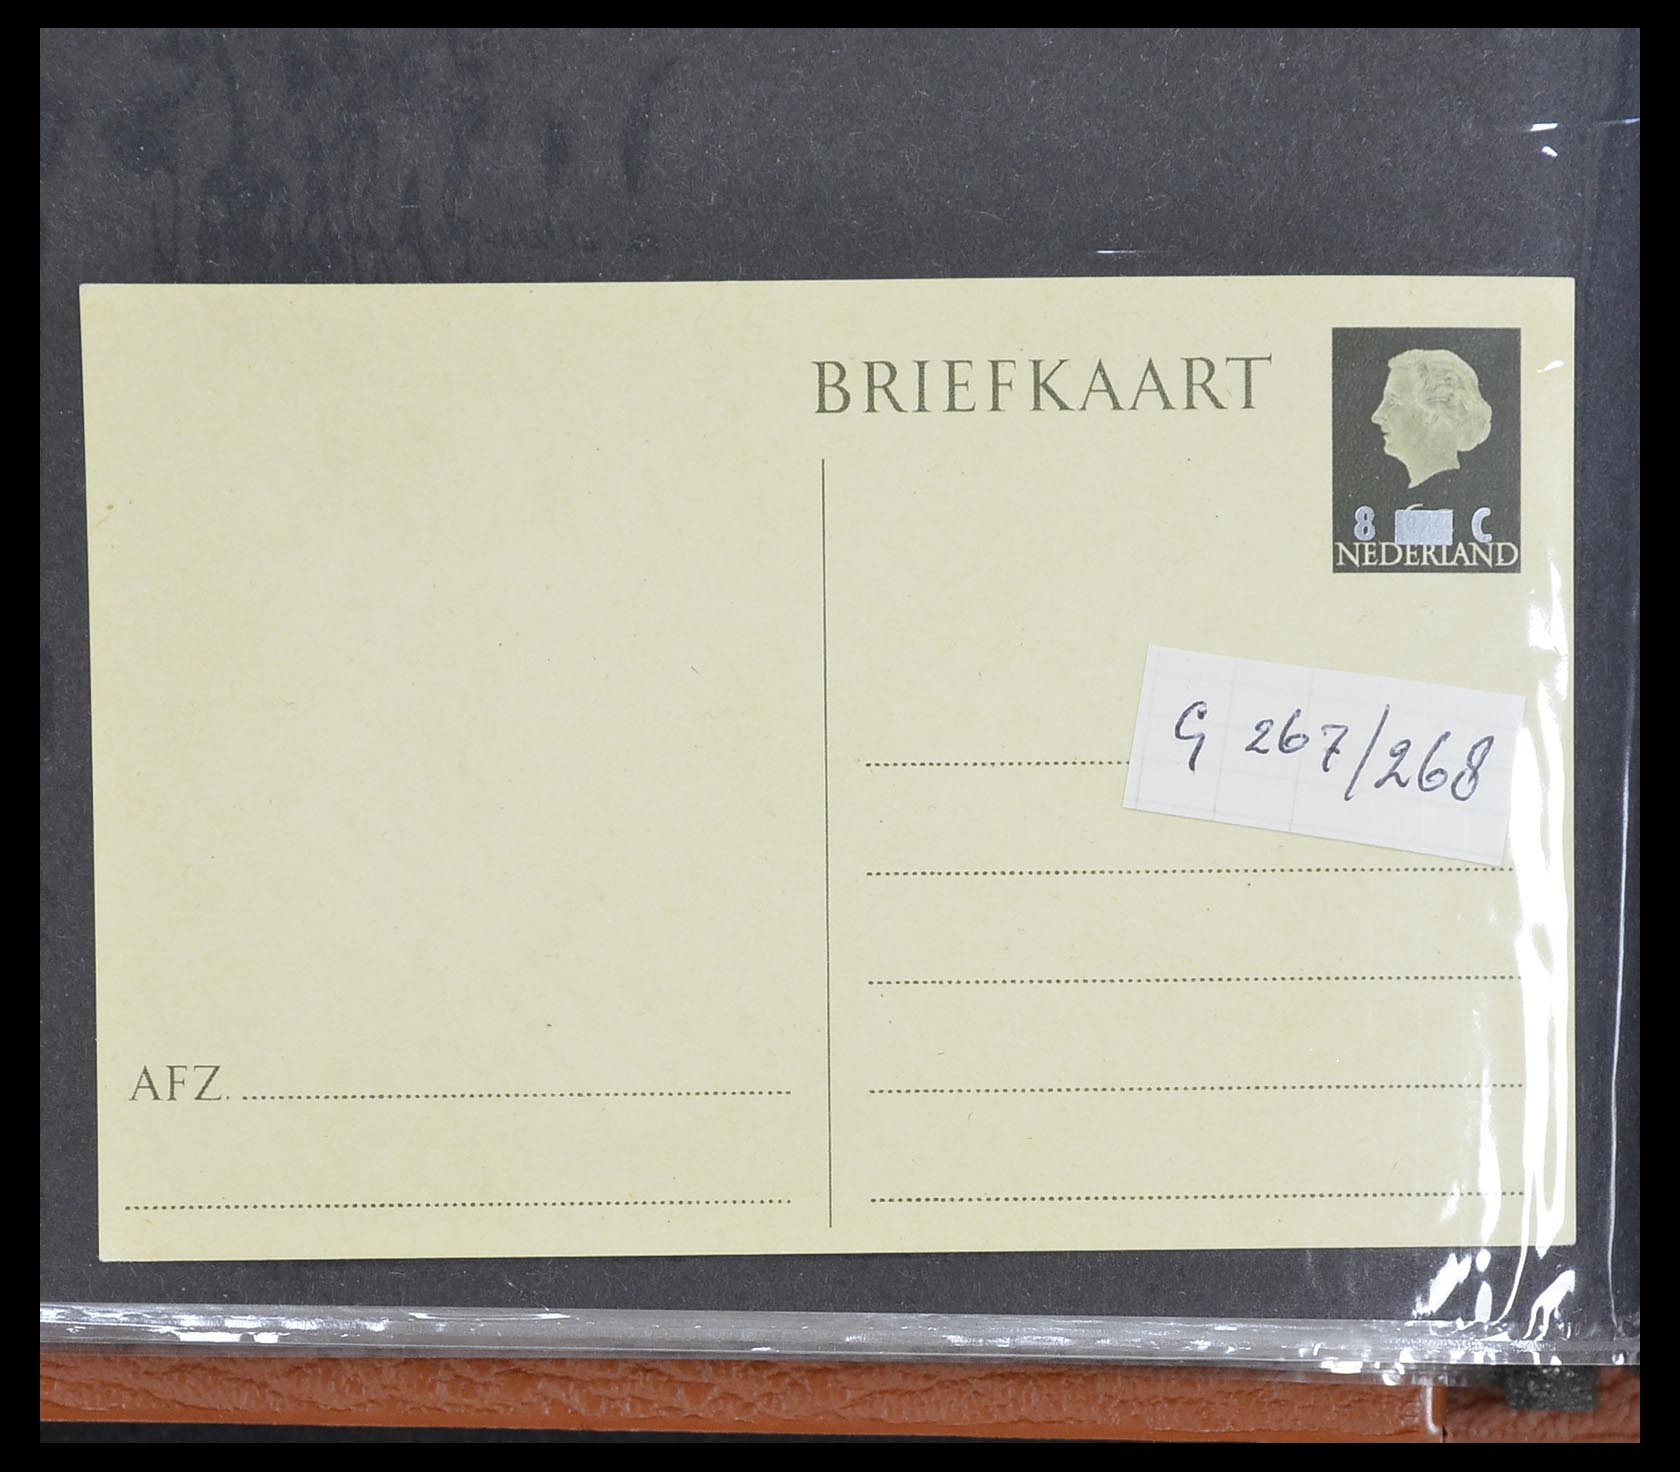 BRIEFKAART
8 C
NEDERLAND
G 267/268
AFZ.